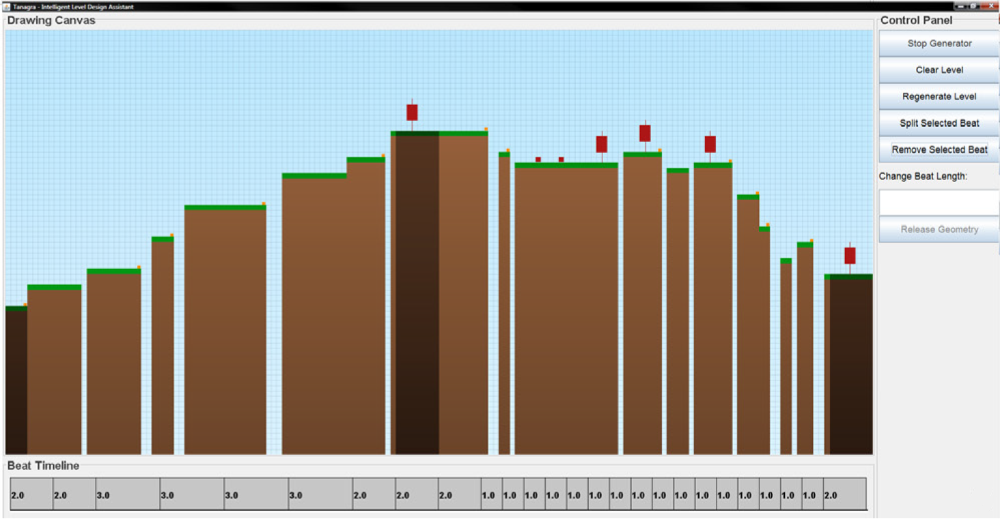 Tanagra - Intelligent Level Design Assistant
Drawing Canvas
Control Panel
Stop Generator
Clear Level
Regenerate Level
Split Selected Beat
Remove Selected Beat
Change Beat Length:
Release Geometry
Beat Timeline
2.0 2.0 3.0 3.0 3.0 3.0 2.0 2.0 2.0 1.0 1.0 1.0 1.0 1.0 1.0 1.0 1.0 1.0 1.0 1.0 1.0 1.0 1.0 1.0 1.0 2.0